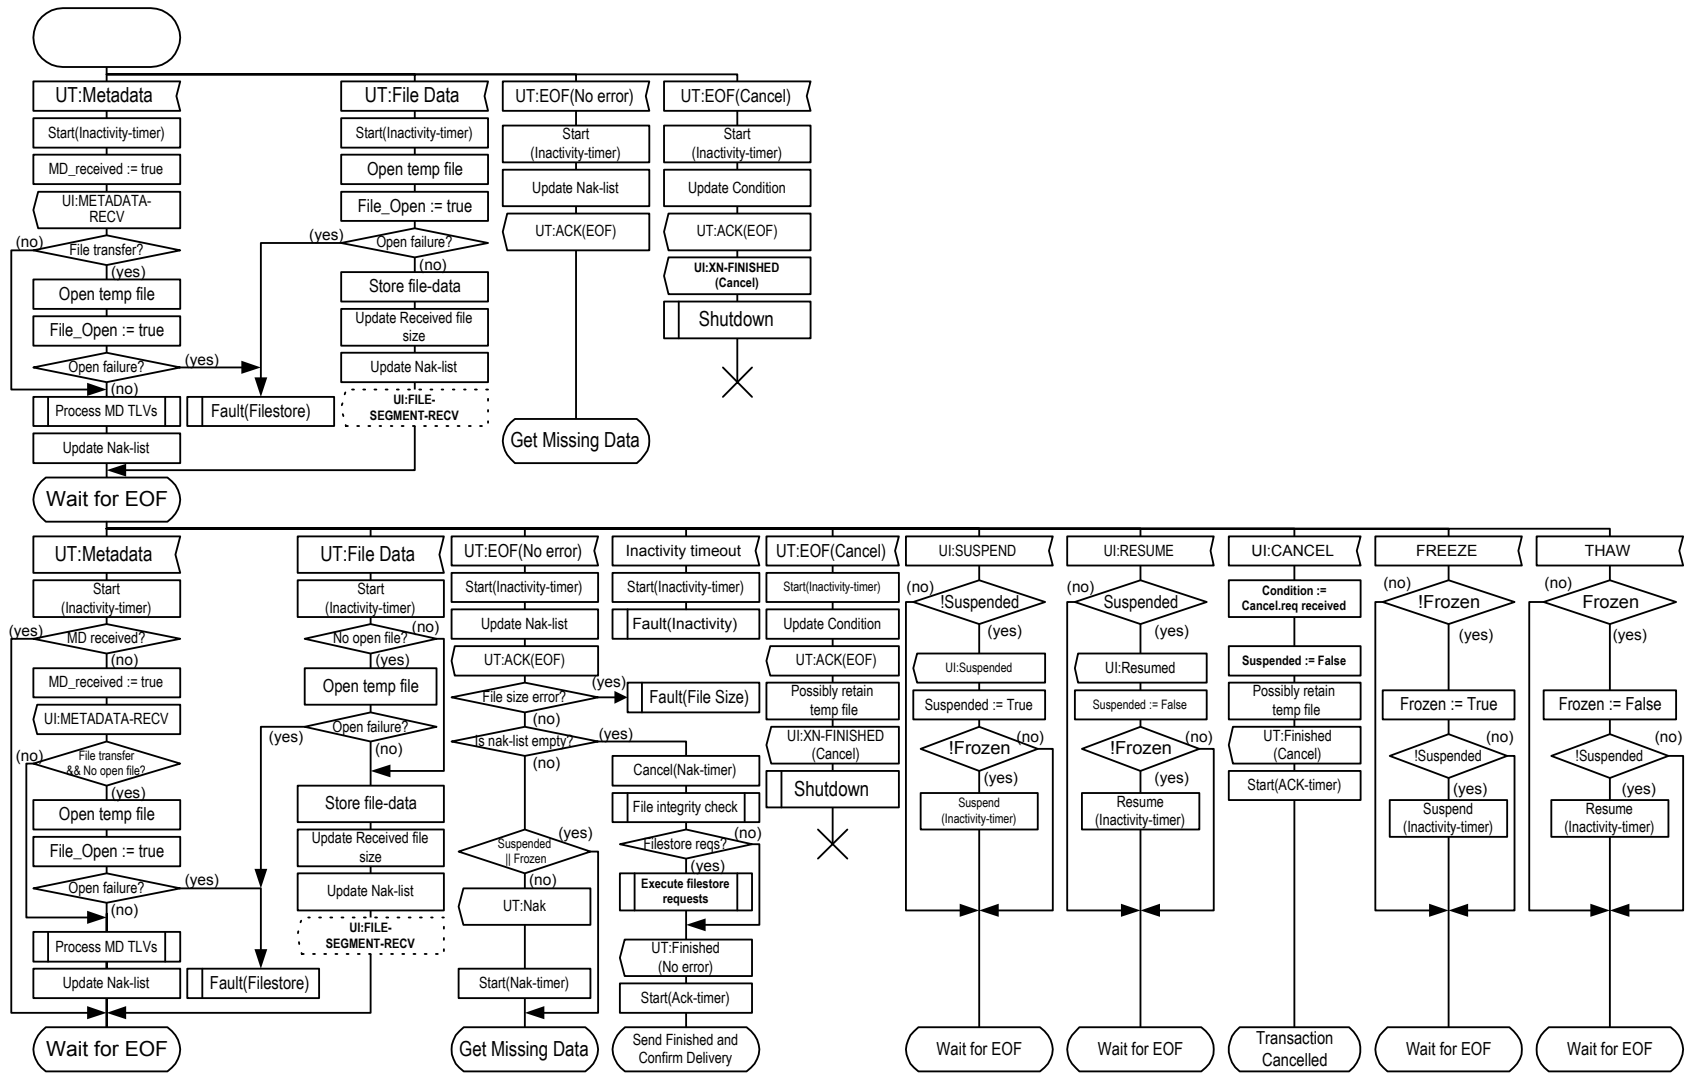 UT:Metadata
Start(Inactivity-timer)
MD_received := true
UI:METADATA-
RECV
(no)
File transfer?
(yes)
Open temp file
File_Open := true
Open failure?
(yes)
(no)
Process MD TLVs
Update Nak-list
Wait for EOF
Fault(Filestore)
UT:File Data
Start(Inactivity-timer)
Open temp file
File_Open := true
(yes)
Open failure?
(no)
Store file-data
Update Received file
size
Update Nak-list
UI:FILE-
SEGMENT-RECV
UT:EOF(No error)
Start
(Inactivity-timer)
Update Nak-list
UT:ACK(EOF)
Get Missing Data
UT:EOF(Cancel)
Start
(Inactivity-timer)
Update Condition
UT:ACK(EOF)
UI:XN-FINISHED
(Cancel)
Shutdown
UT:Metadata
Start
(Inactivity-timer)
(yes)
MD received?
(no)
MD_received := true
UI:METADATA-RECV
(no)
File transfer
&& No open file?
(yes)
Open temp file
File_Open := true
Open failure?
(yes)
(no)
Process MD TLVs
Update Nak-list
Wait for EOF
Fault(Filestore)
UT:File Data
Start
(Inactivity-timer)
No open file?
(no)
(yes)
Open temp file
Open failure?
(yes)
(no)
Store file-data
Update Received file
size
Update Nak-list
UI:FILE-
SEGMENT-RECV
UT:EOF(No error)
Start(Inactivity-timer)
Update Nak-list
UT:ACK(EOF)
File size error?
(yes)
(no)
Is nak-list empty?
(yes)
(no)
Suspended
|| Frozen
(yes)
(no)
UT:Nak
Start(Nak-timer)
Get Missing Data
Inactivity timeout
Start(Inactivity-timer)
Fault(Inactivity)
Fault(File Size)
Cancel(Nak-timer)
File integrity check
Filestore reqs?
(no)
(yes)
Execute filestore
requests
UT:Finished
(No error)
Start(Ack-timer)
Send Finished and
Confirm Delivery
UT:EOF(Cancel)
Start(Inactivity-timer)
Update Condition
UT:ACK(EOF)
Possibly retain
temp file
UI:XN-FINISHED
(Cancel)
Shutdown
UI:SUSPEND
(no)
!Suspended
(yes)
UI:Suspended
Suspended := True
!Frozen
(no)
(yes)
Suspend
(Inactivity-timer)
Wait for EOF
UI:RESUME
(no)
Suspended
(yes)
UI:Resumed
Suspended := False
!Frozen
(no)
(yes)
Resume
(Inactivity-timer)
Wait for EOF
UI:CANCEL
Condition :=
Cancel.req received
Suspended := False
Possibly retain
temp file
UT:Finished
(Cancel)
Start(ACK-timer)
Transaction
Cancelled
FREEZE
(no)
!Frozen
(yes)
Frozen := True
!Suspended
(no)
(yes)
Suspend
(Inactivity-timer)
Wait for EOF
THAW
(no)
Frozen
(yes)
Frozen := False
!Suspended
(no)
(yes)
Resume
(Inactivity-timer)
Wait for EOF